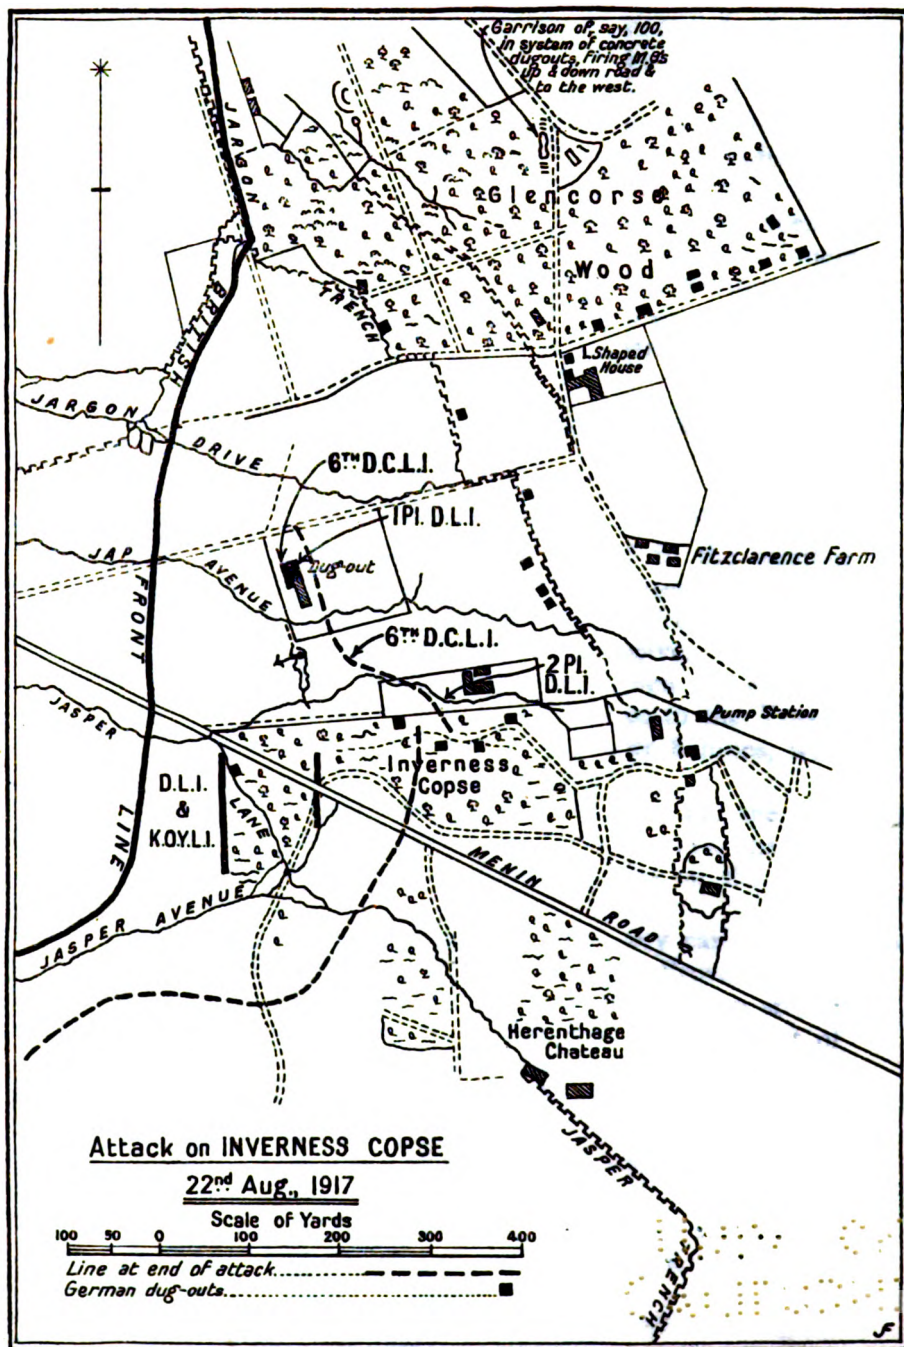 Garrison of, say, 100,
in system of concrete
dugouts, firing M.G's
up & down road &
to the west.
JARGON
TRENCH
Glencorse
Wood
BRITISH
FRONT
LINE
L Shaped
House
JARGON
DRIVE
6TH D.C.L.I.
1Pl. D.L.I.
Dug-out
JAP
AVENUE
Fitzclarence Farm
6TH D.C.L.I.
2 Pl.
D.L.I.
JASPER
LANE
Pump Station
D.L.I.
&
K.O.Y.L.I.
Inverness
Copse
MENIN
ROAD
JASPER AVENUE
Herenthage
Chateau
JASPER
TRENCH
Attack on INVERNESS COPSE
22nd Aug., 1917
Scale of Yards
100 50 0 100 200 300 400
Line at end of attack
German dug-outs